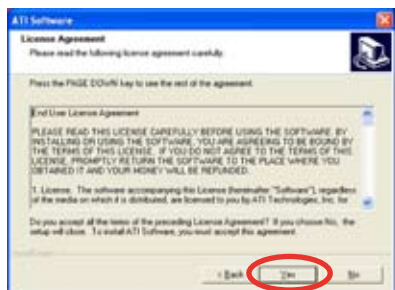 ATI Software
License Agreement
Please read the following license agreement carefully.
Press the PAGE DOWN key to see the rest of the agreement.
End User License Agreement
PLEASE READ THIS LICENSE CAREFULLY BEFORE USING THE SOFTWARE. BY
INSTALLING OR USING THE SOFTWARE, YOU ARE AGREEING TO BE BOUND BY
THE TERMS OF THIS LICENSE. IF YOU DO NOT AGREE TO THE TERMS OF THIS
LICENSE, PROMPTLY RETURN THE SOFTWARE TO THE PLACE WHERE YOU
OBTAINED IT AND YOUR MONEY WILL BE REFUNDED.
1. License. The software accompanying this License (hereinafter "Software"), regardless
of the media on which it is distributed, are licensed to you by ATI Technologies, Inc. for
Do you accept all the terms of the preceding License Agreement? If you choose No, the
setup will close. To install ATI Software, you must accept this agreement.
< Back
Yes
No